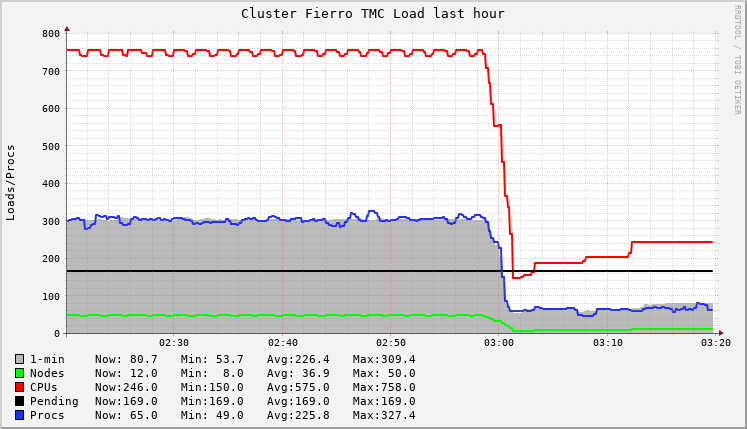 Cluster Fierro TMC Load last hour
RRDTOOL / TOBI OETIKER
Loads/Procs
800
700
600
500
400
300
200
100
0
02:30 02:40 02:50 03:00 03:10 03:20
1-min Now: 80.7 Min: 53.7 Avg:226.4 Max:309.4
Nodes Now: 12.0 Min: 8.0 Avg: 36.9 Max: 50.0
CPUs Now:246.0 Min:150.0 Avg:575.0 Max:758.0
Pending Now:169.0 Min:169.0 Avg:169.0 Max:169.0
Procs Now: 65.0 Min: 49.0 Avg:225.8 Max:327.4